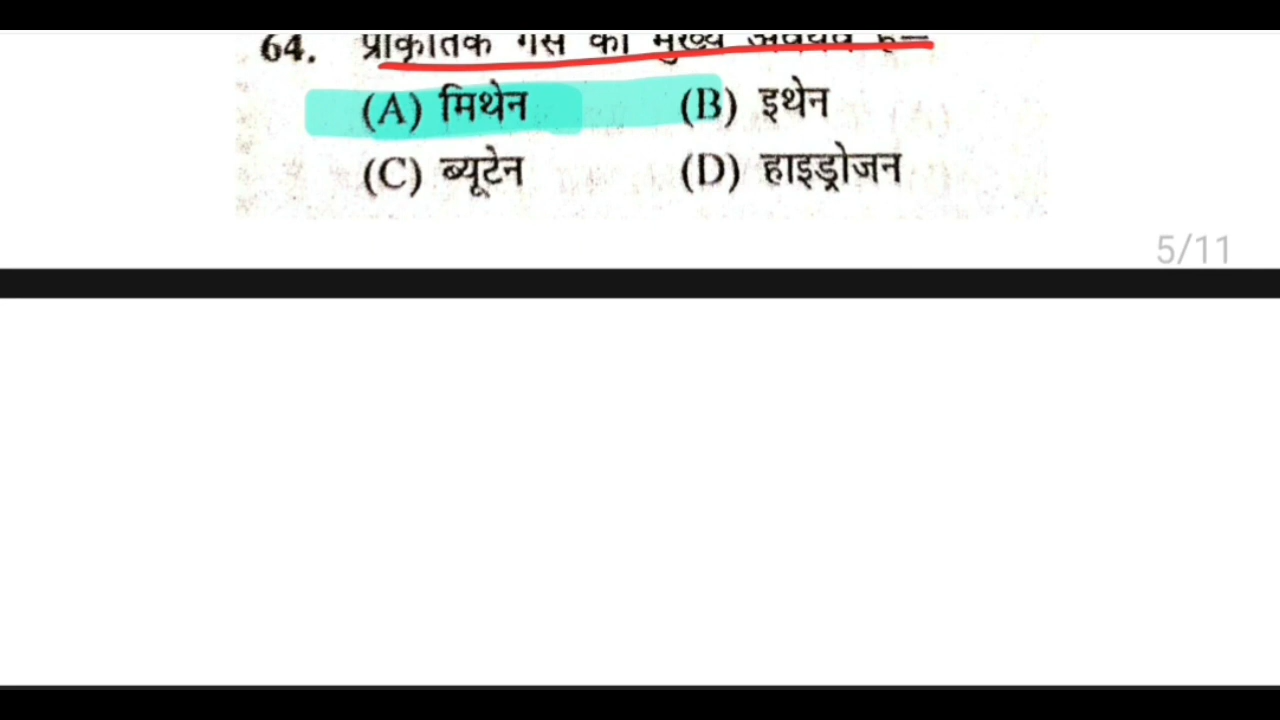 64. प्राकृतिक गैस का मुख्य अवयव है—
(A) मिथेन (B) इथेन
(C) ब्यूटेन (D) हाइड्रोजन
5/11